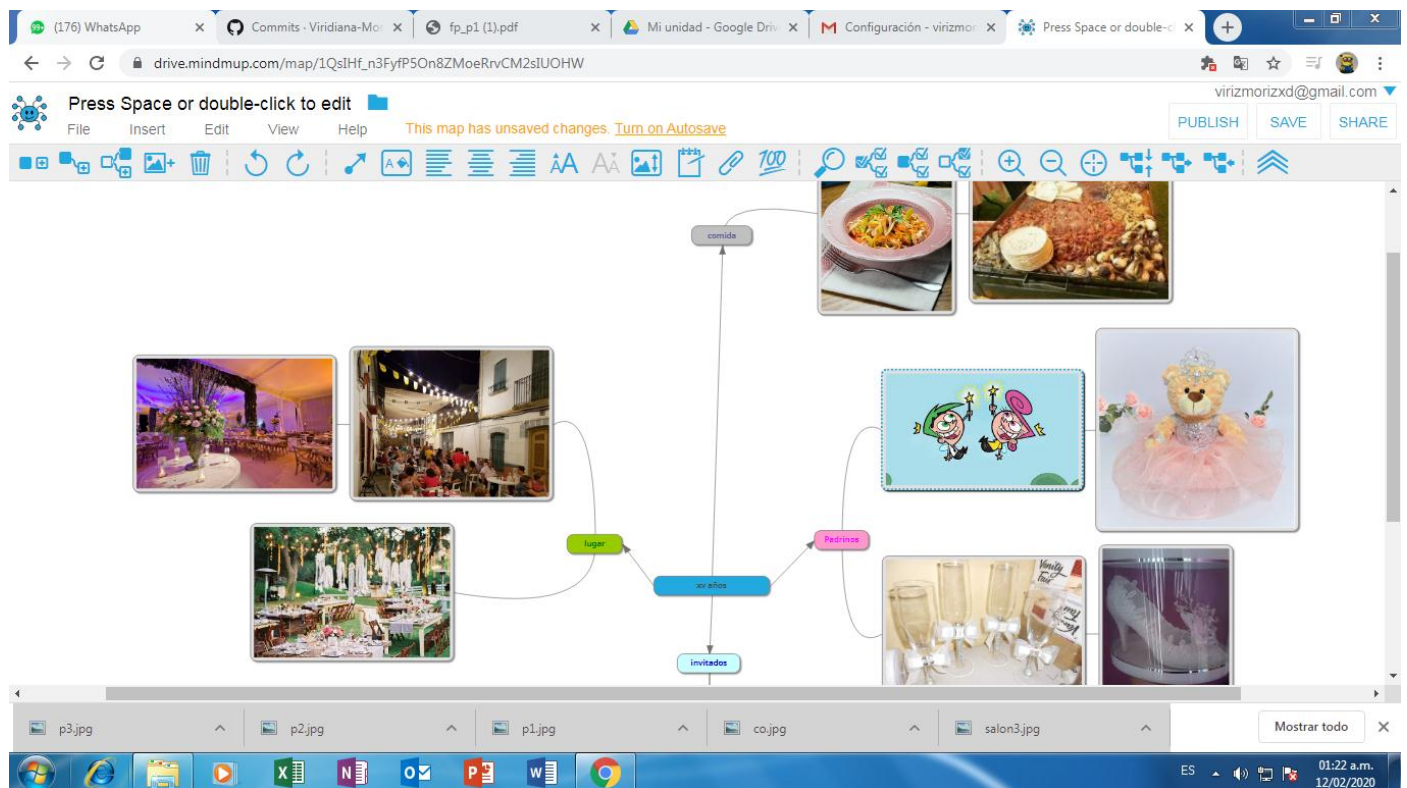 (176) WhatsApp
Commits · Viridiana-Mo
fp_p1 (1).pdf
Mi unidad - Google Driv
Configuración - virizmor
Press Space or double-c
drive.mindmup.com/map/1QsIHf_n3FyfP5On8ZMoeRrvCM2sIUOHW
Press Space or double-click to edit
virizmorizxd@gmail.com
File Insert Edit View Help This map has unsaved changes. Turn on Autosave
PUBLISH SAVE SHARE
comida
lugar
Padrinos
xv años
Vanity
Fair
invitados
p3.jpg
p2.jpg
p1.jpg
co.jpg
salon3.jpg
Mostrar todo
ES
01:22 a.m.
12/02/2020